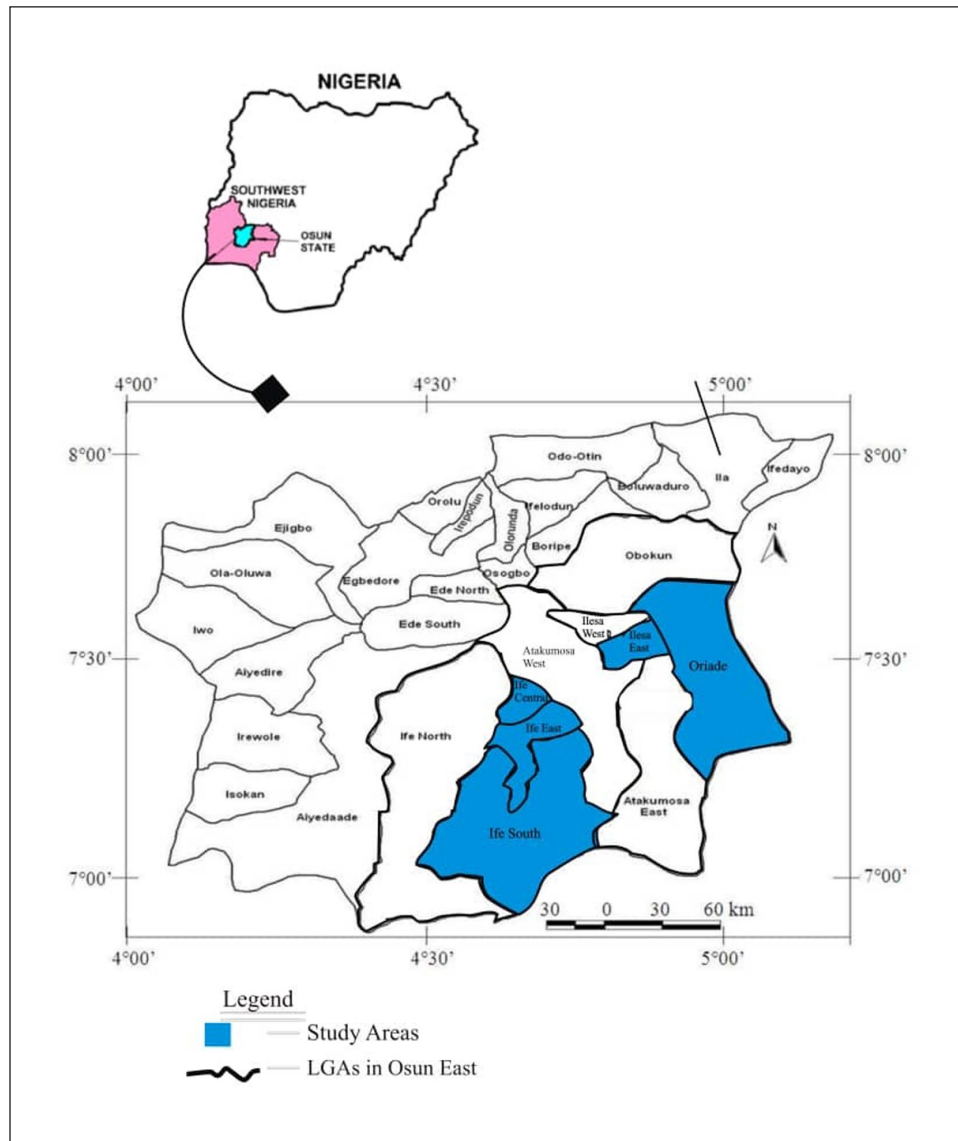 NIGERIA
SOUTHWEST
NIGERIA
OSUN
STATE
4°00’
4°30’
5°00’
8°00’
8°00’
Odo-Otin
Ila
Ifedayo
Boluwaduro
Orolu
Irepodun
Ifelodun
Olorunda
Ejigbo
N
Boripe
Obokun
Ola-Oluwa
Egbedore
Osogbo
Ede North
Iwo
Ede South
Ilesa
West
Ilesa
East
Atakumosa
West
7°30’
7°30’
Oriade
Aiyedire
Ife
Central
Ife East
Irewole
Ife North
Isokan
Aiyedaade
Atakumosa
East
Ife South
7°00’
7°00’
30 0 30 60 km
4°00’
4°30’
5°00’
Legend
Study Areas
LGAs in Osun East